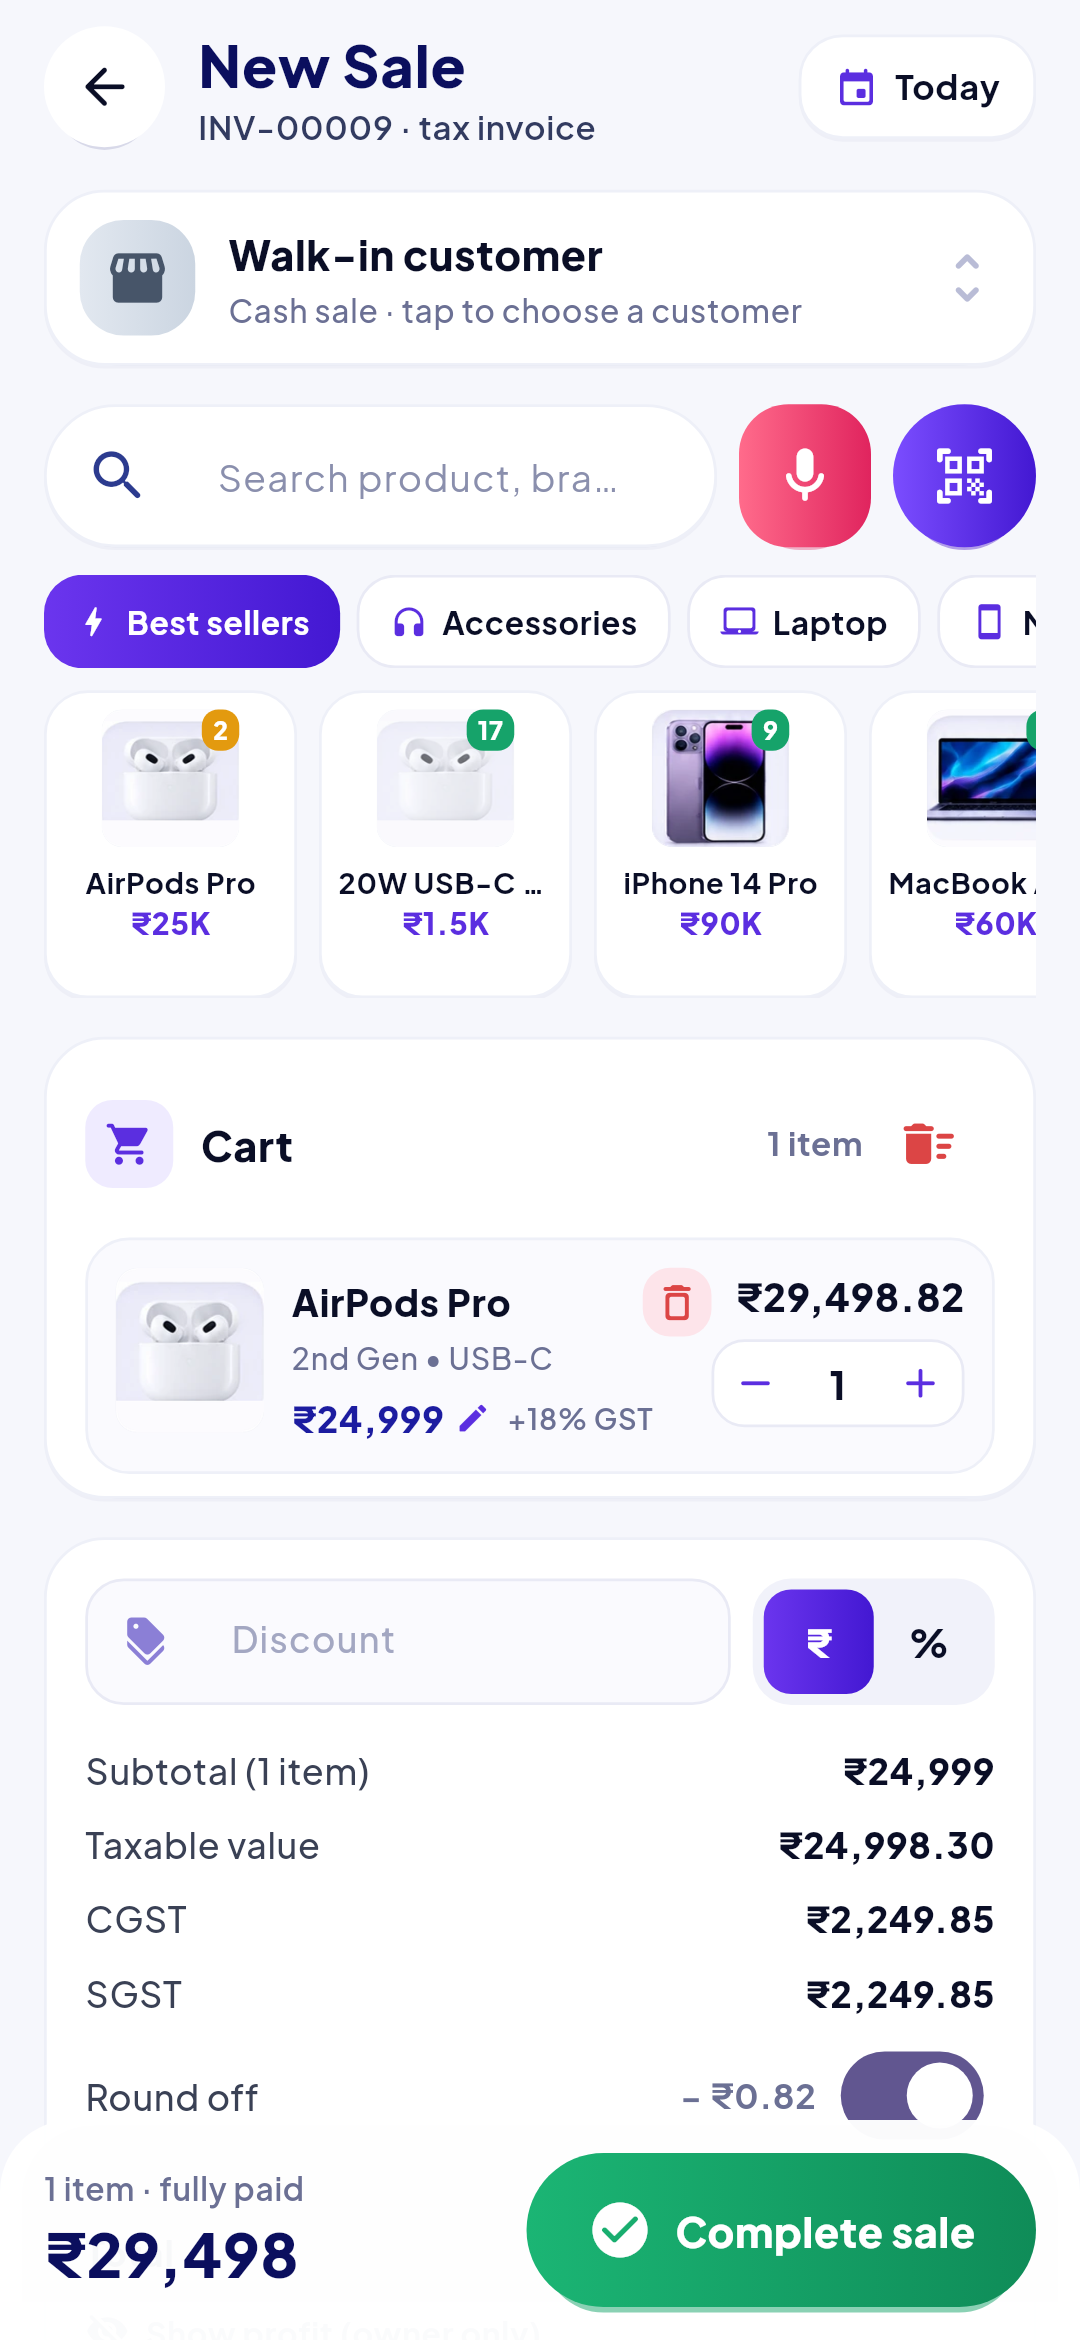 New Sale
INV-00009 · tax invoice
Today
Walk-in customer
Cash sale · tap to choose a customer
Search product, bra...
Best sellers
Accessories
Laptop
2
17
9
AirPods Pro
20W USB-C ...
iPhone 14 Pro
MacBook
₹25K
₹1.5K
₹90K
₹60K
Cart
1 item
AirPods Pro
₹29,498.82
2nd Gen • USB-C
1
₹24,999
+18% GST
Discount
₹
%
Subtotal (1 item)
₹24,999
Taxable value
₹24,998.30
CGST
₹2,249.85
SGST
₹2,249.85
Round off
- ₹0.82
1 item · fully paid
₹29,498
Complete sale
Show profit (owner only)